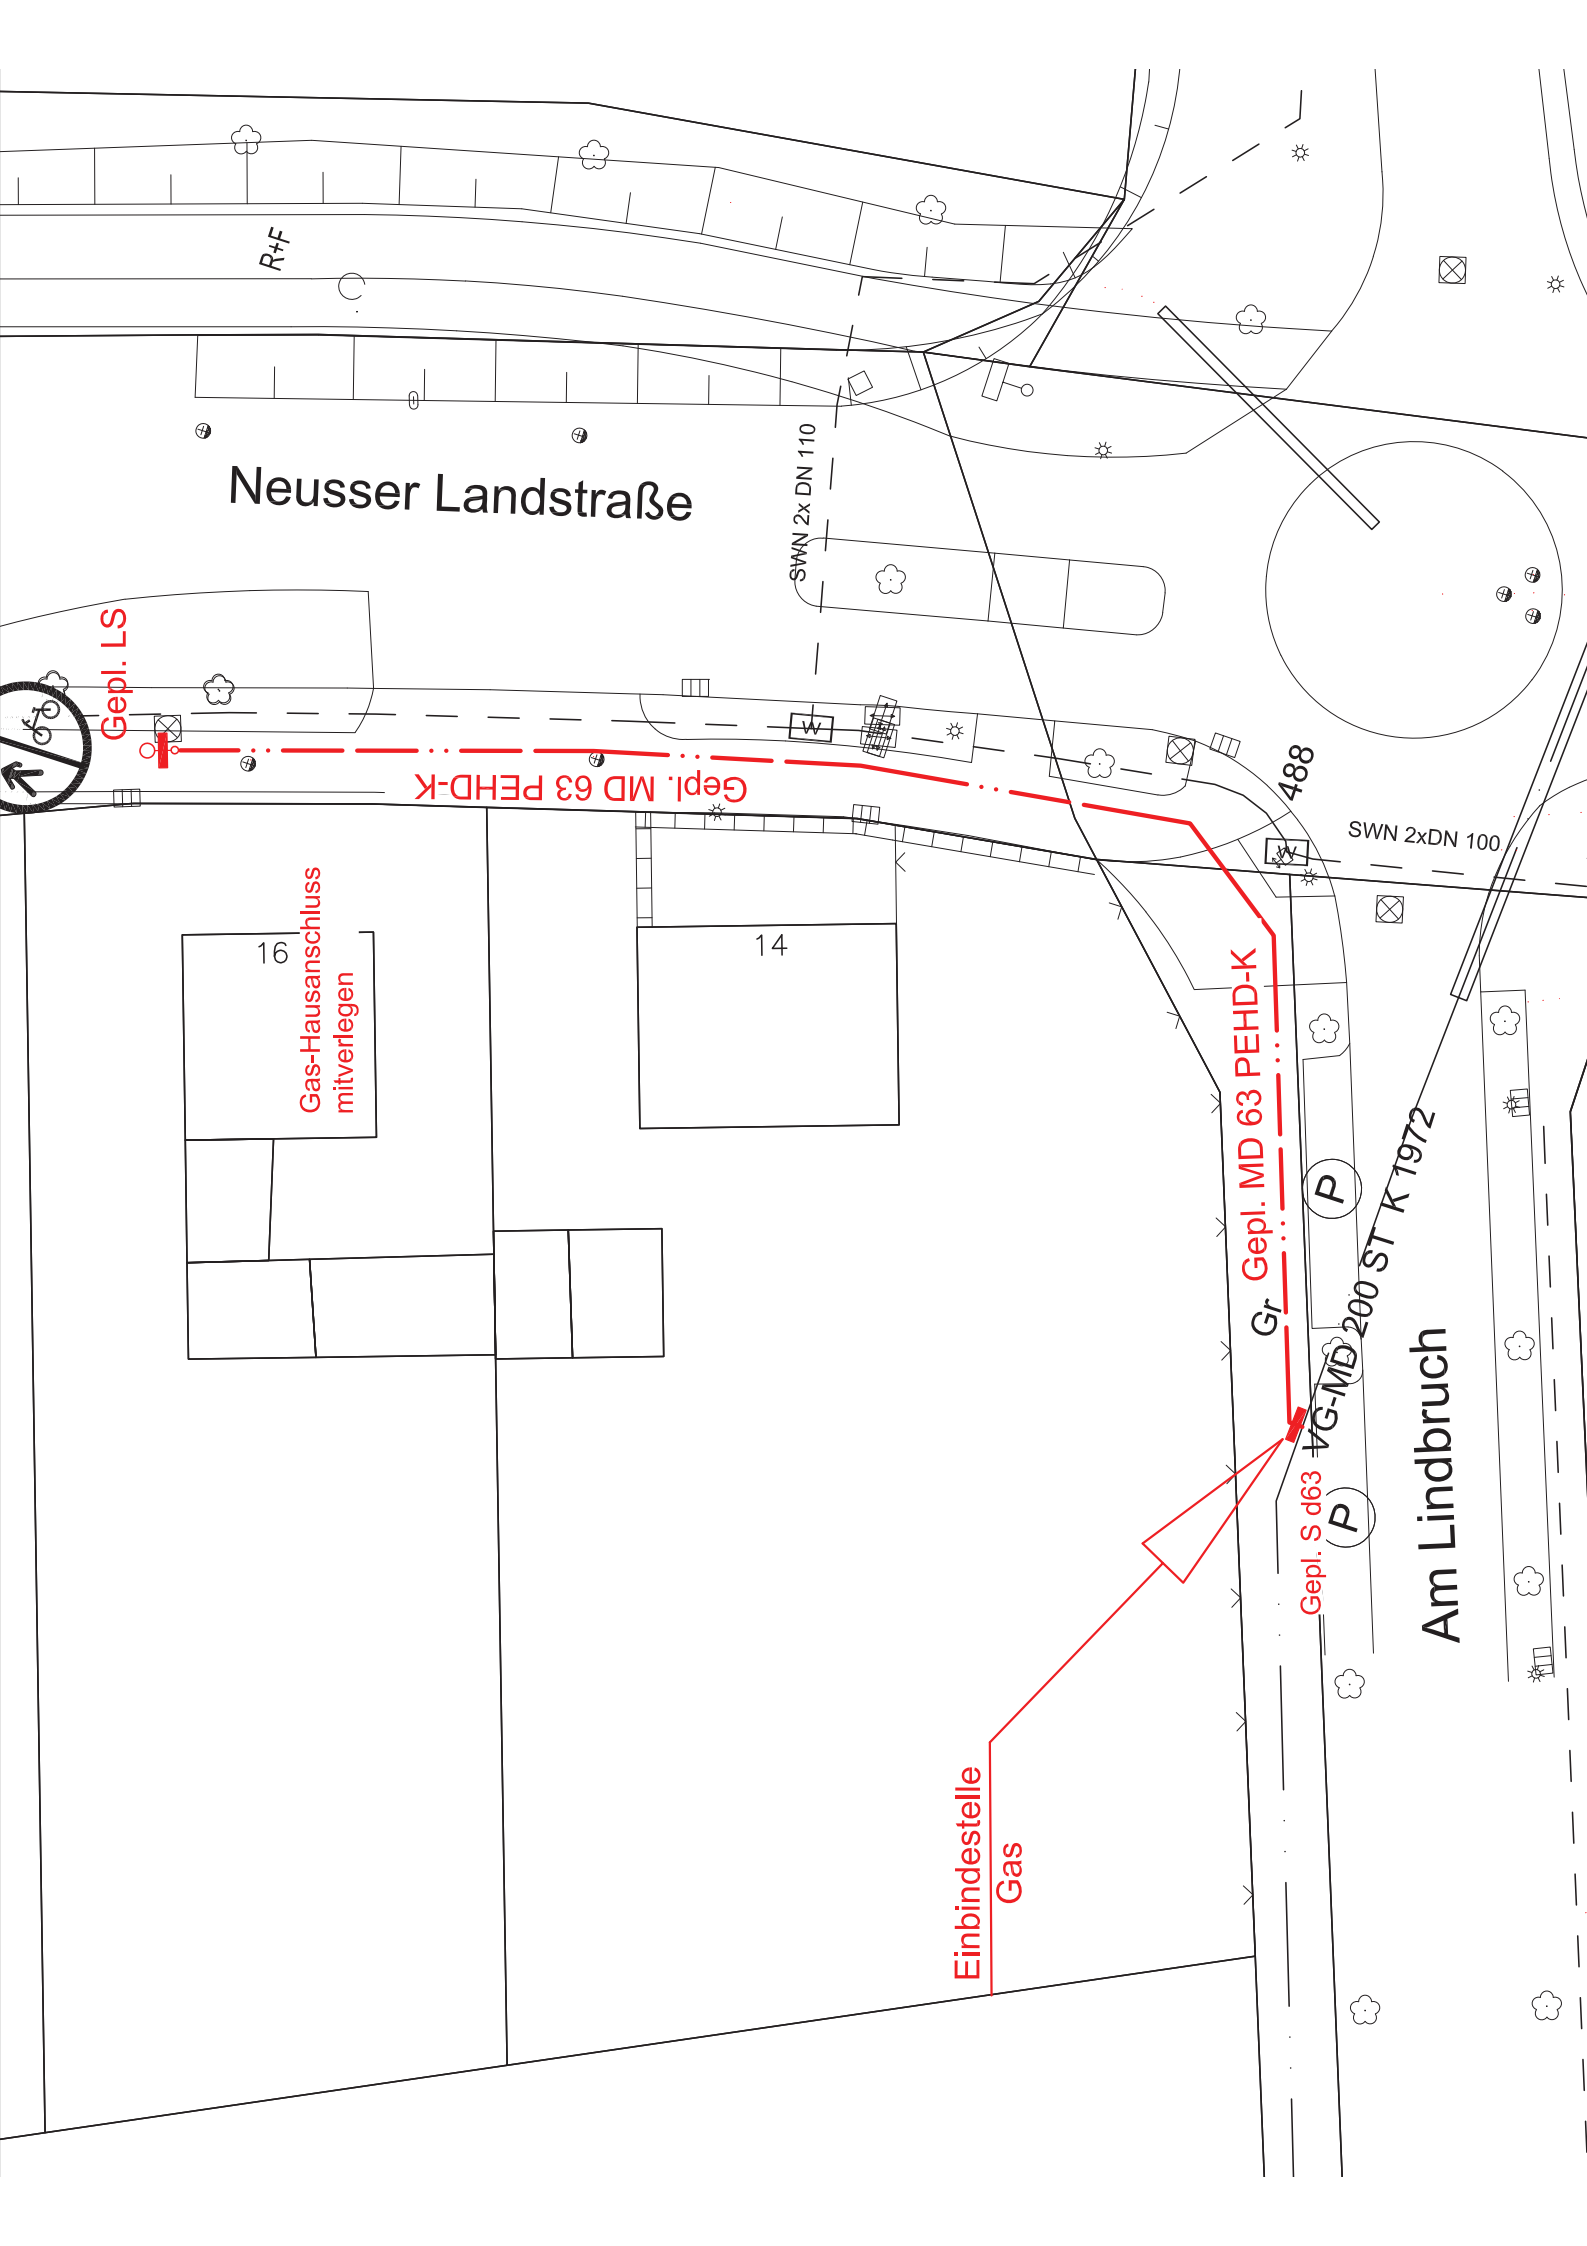 R+F
Neusser Landstraße
SWN 2x DN 110
Gepl. LS
Gepl. MD 63 PEHD-K
W
488
W
SWN 2xDN 100
16
Gas-Hausanschluss
mitverlegen
14
Gepl. MD 63 PEHD-K
Gr
P
VG-MD 200 ST K 1972
Am Lindbruch
Gepl. S d63
P
Einbindestelle
Gas